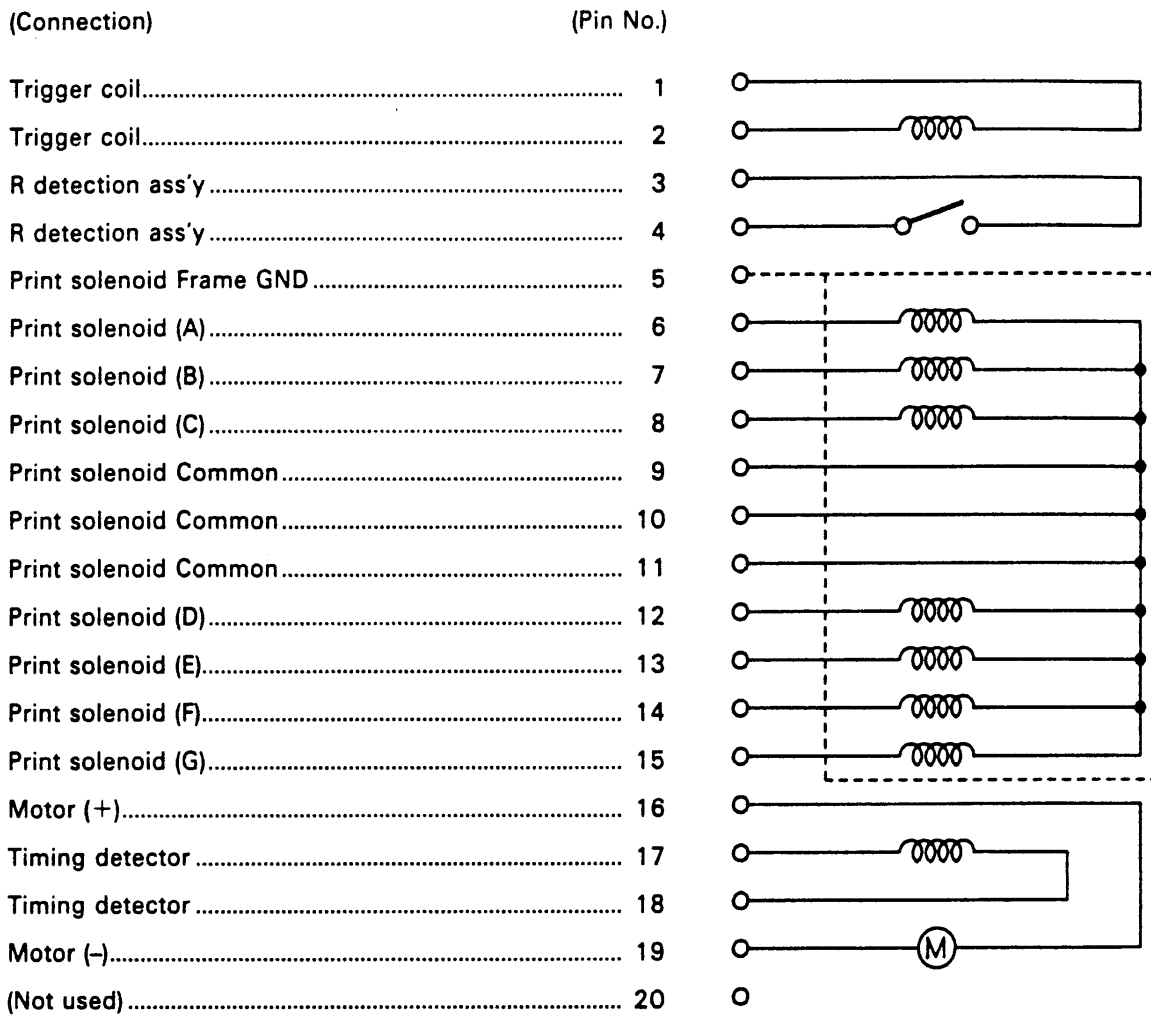 (Connection) (Pin No.)
Trigger coil........ 1
Trigger coil........ 2
R detection ass'y........ 3
R detection ass'y........ 4
Print solenoid Frame GND........ 5
Print solenoid (A)........ 6
Print solenoid (B)........ 7
Print solenoid (C)........ 8
Print solenoid Common........ 9
Print solenoid Common........ 10
Print solenoid Common........ 11
Print solenoid (D)........ 12
Print solenoid (E)........ 13
Print solenoid (F)........ 14
Print solenoid (G)........ 15
Motor (+)........ 16
Timing detector........ 17
Timing detector........ 18
Motor (–)........ 19
M
(Not used)........ 20